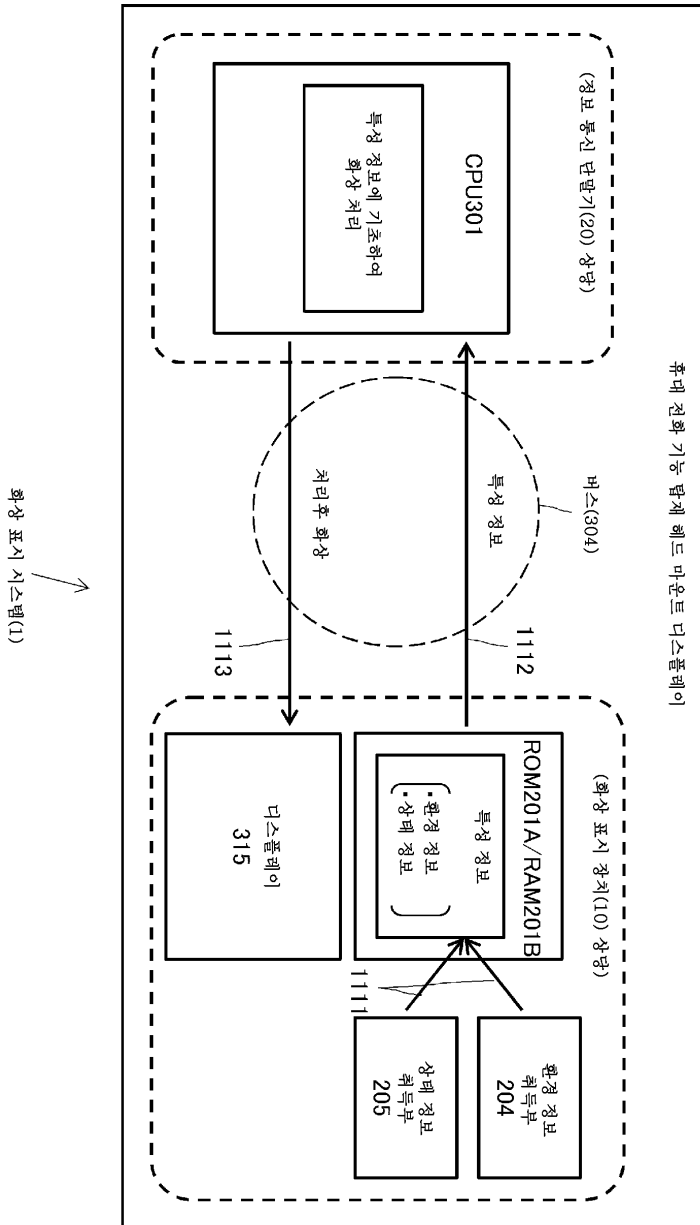 휴대 전화 기능 탑재 헤드 마운트 디스플레이
(정보 통신 단말기(20) 상당)
CPU301
특성 정보에 기초하여
화상 처리
버스(304)
특성 정보
1112
처리후 화상
1113
(화상 표시 장치(10) 상당)
ROM201A/RAM201B
특성 정보
·환경 정보
·상태 정보
1111
환경 정보
취득부
204
상태 정보
취득부
205
디스플레이
315
화상 표시 시스템(1)